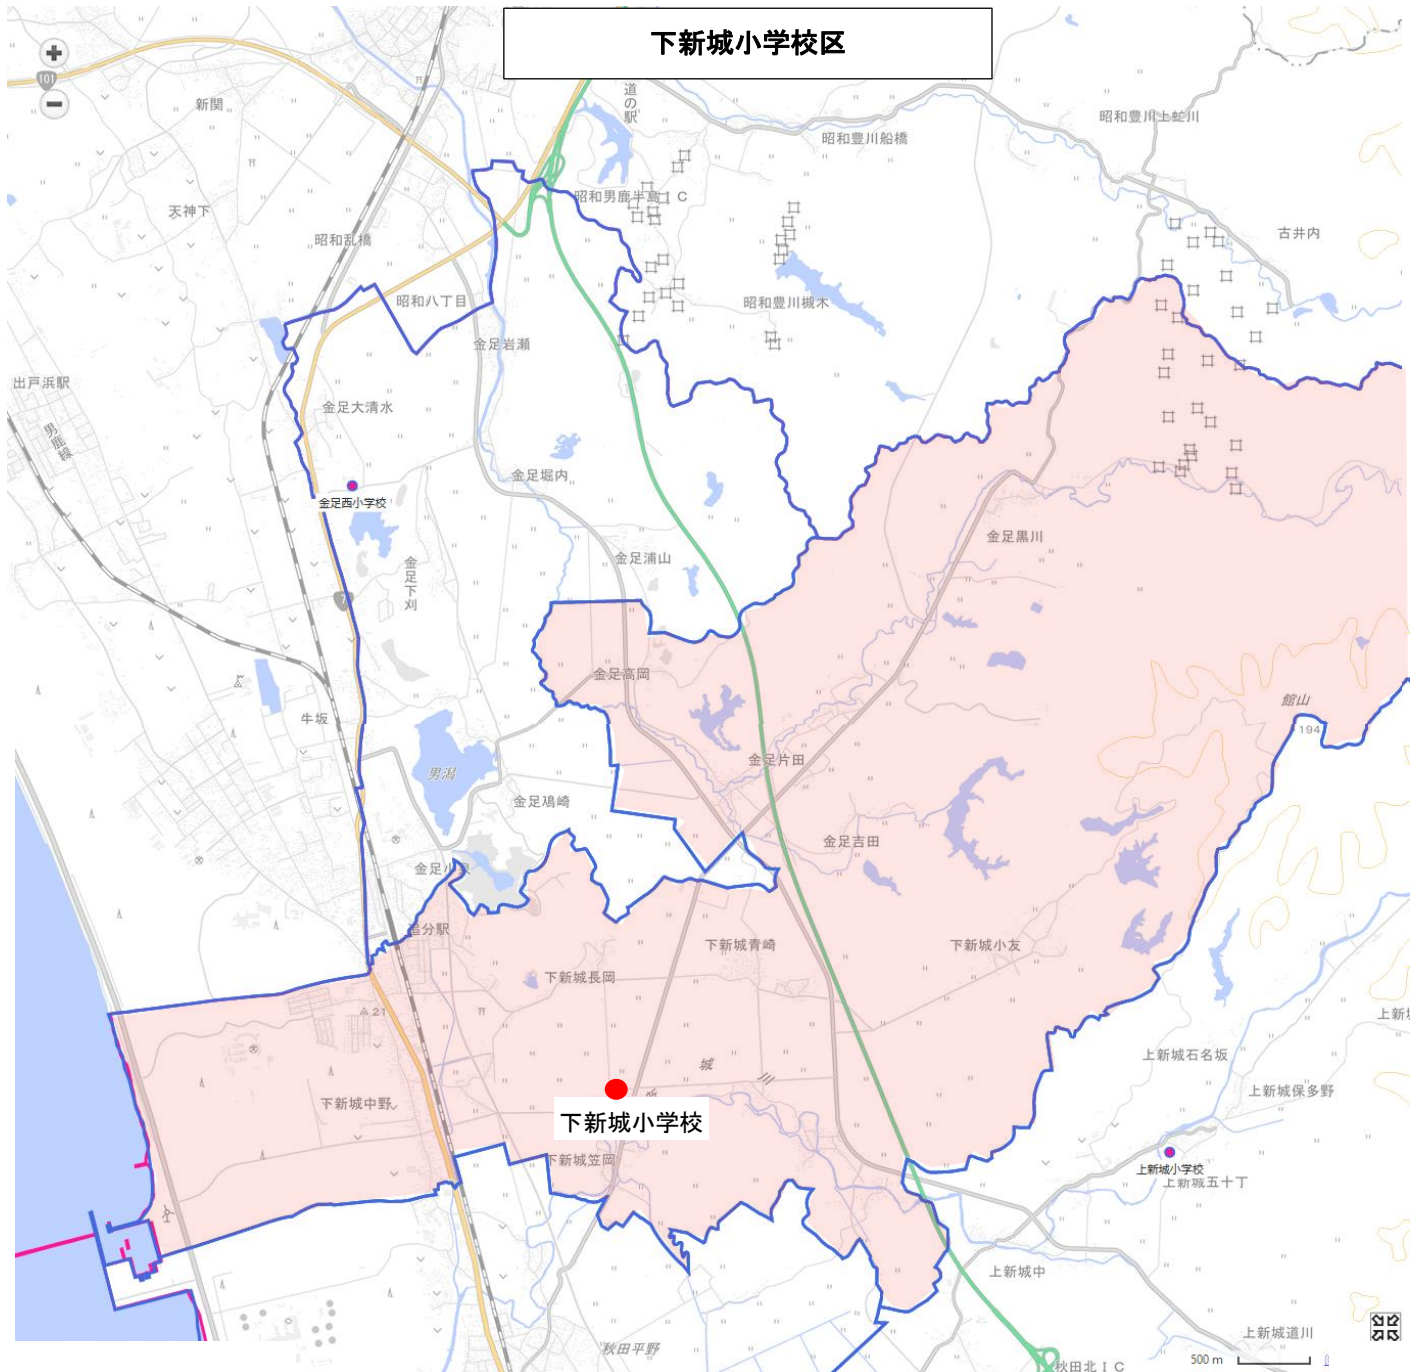 下新城小学校区
101
新関
道の駅
昭和豊川船橋
昭和豊川上虻川
天神下
昭和男鹿半島ＩＣ
古井内
昭和乱橋
昭和八丁目
昭和豊川槻木
金足岩瀬
出戸浜駅
金足大清水
男鹿線
金足堀内
金足西小学校
金足黒川
金足浦山
金足下刈
7
金足高岡
館山
194
牛坂
男潟
金足片田
金足鳰崎
金足吉田
金足小泉
追分駅
下新城青崎
下新城小友
下新城長岡
21
上新城石名坂
城
川
上新城保多野
下新城中野
下新城小学校
下新城笠岡
上新城小学校
上新城五十丁
上新城中
上新城道川
秋田平野
秋田北ＩＣ
500 m